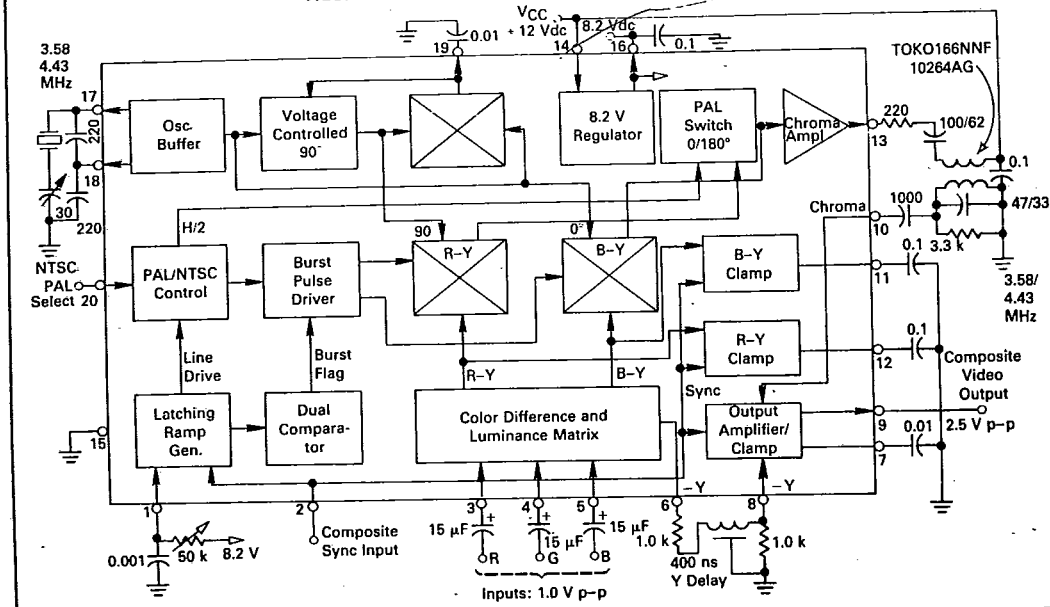 VCC
+ 12 Vdc
8.2 Vdc
0.01
19
14
16
0.1
TOKO166NNF
10264AG
3.58
4.43
MHz
17
220
18
30
220
Osc.
Buffer
Voltage
Controlled
90°
8.2 V
Regulator
PAL
Switch
0/180°
Chroma
Ampl
13
220
100/62
0.1
Chroma
10
1000
47/33
3.3 k
3.58/
4.43
MHz
H/2
90
R–Y
0°
B–Y
NTSC
PAL
Select
20
PAL/NTSC
Control
Burst
Pulse
Driver
B–Y
Clamp
11
0.1
R–Y
Clamp
12
0.1
Line
Drive
Burst
Flag
R–Y
B–Y
Sync
Composite
Video
Output
Latching
Ramp
Gen.
Dual
Compara-
tor
Color Difference and
Luminance Matrix
Output
Amplifier/
Clamp
9
2.5 V p–p
7
0.01
15
1
2
3
4
5
6
–Y
8
–Y
0.001
50 k
8.2 V
Composite
Sync Input
15 µF
+
15 µF
+
15 µF
+
R
G
B
Inputs: 1.0 V p–p
1.0 k
400 ns
Y Delay
1.0 k